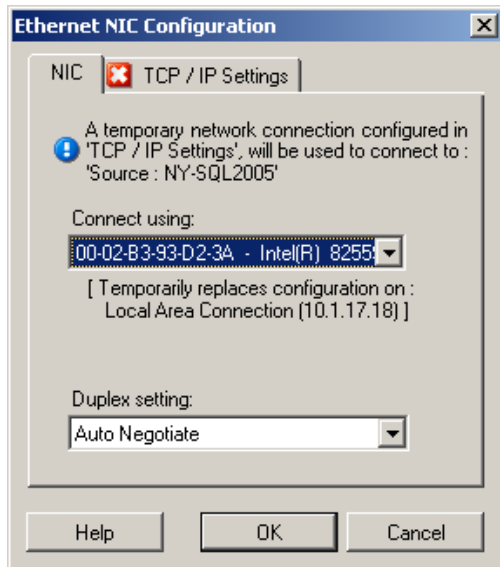 Ethernet NIC Configuration
NIC
TCP / IP Settings
A temporary network connection configured in
'TCP / IP Settings', will be used to connect to :
'Source : NY-SQL2005'
Connect using:
00-02-B3-93-D2-3A - Intel(R) 8255
[ Temporarily replaces configuration on :
Local Area Connection (10.1.17.18) ]
Duplex setting:
Auto Negotiate
Help
OK
Cancel